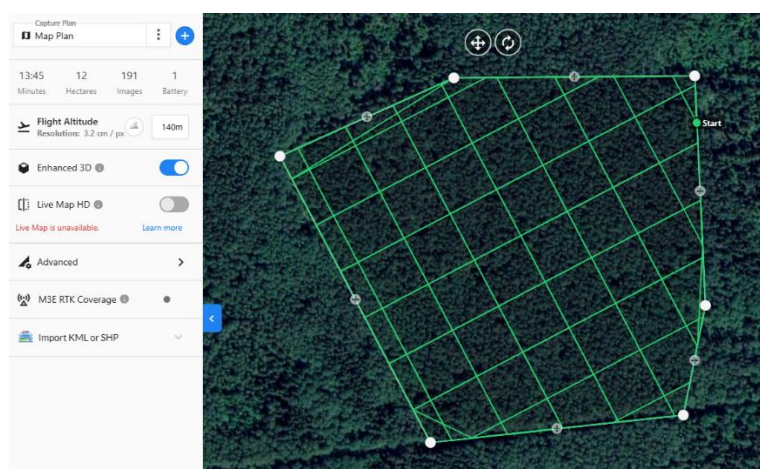 Capture Plan
Map Plan
13:45 12 191 1
Minutes Hectares Images Battery
Flight Altitude
Resolution: 3.2 cm / px
140m
Enhanced 3D
Live Map HD
Live Map is unavailable. Learn more
Advanced
M3E RTK Coverage
Import KML or SHP
Start